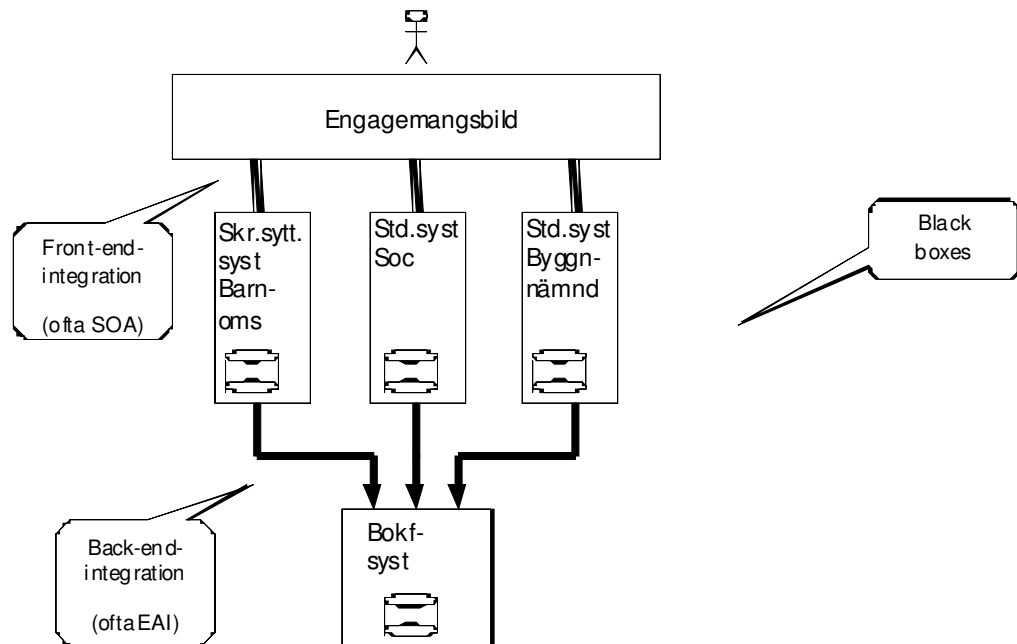 Engagemangsbild
Front-end-
integration
(ofta SOA)
Skr.sytt.
syst
Barn-
oms
Std.syst
Soc
Std.syst
Byggn-
nämnd
Black
boxes
Back-end-
integration
(ofta EAI)
Bokf-
syst